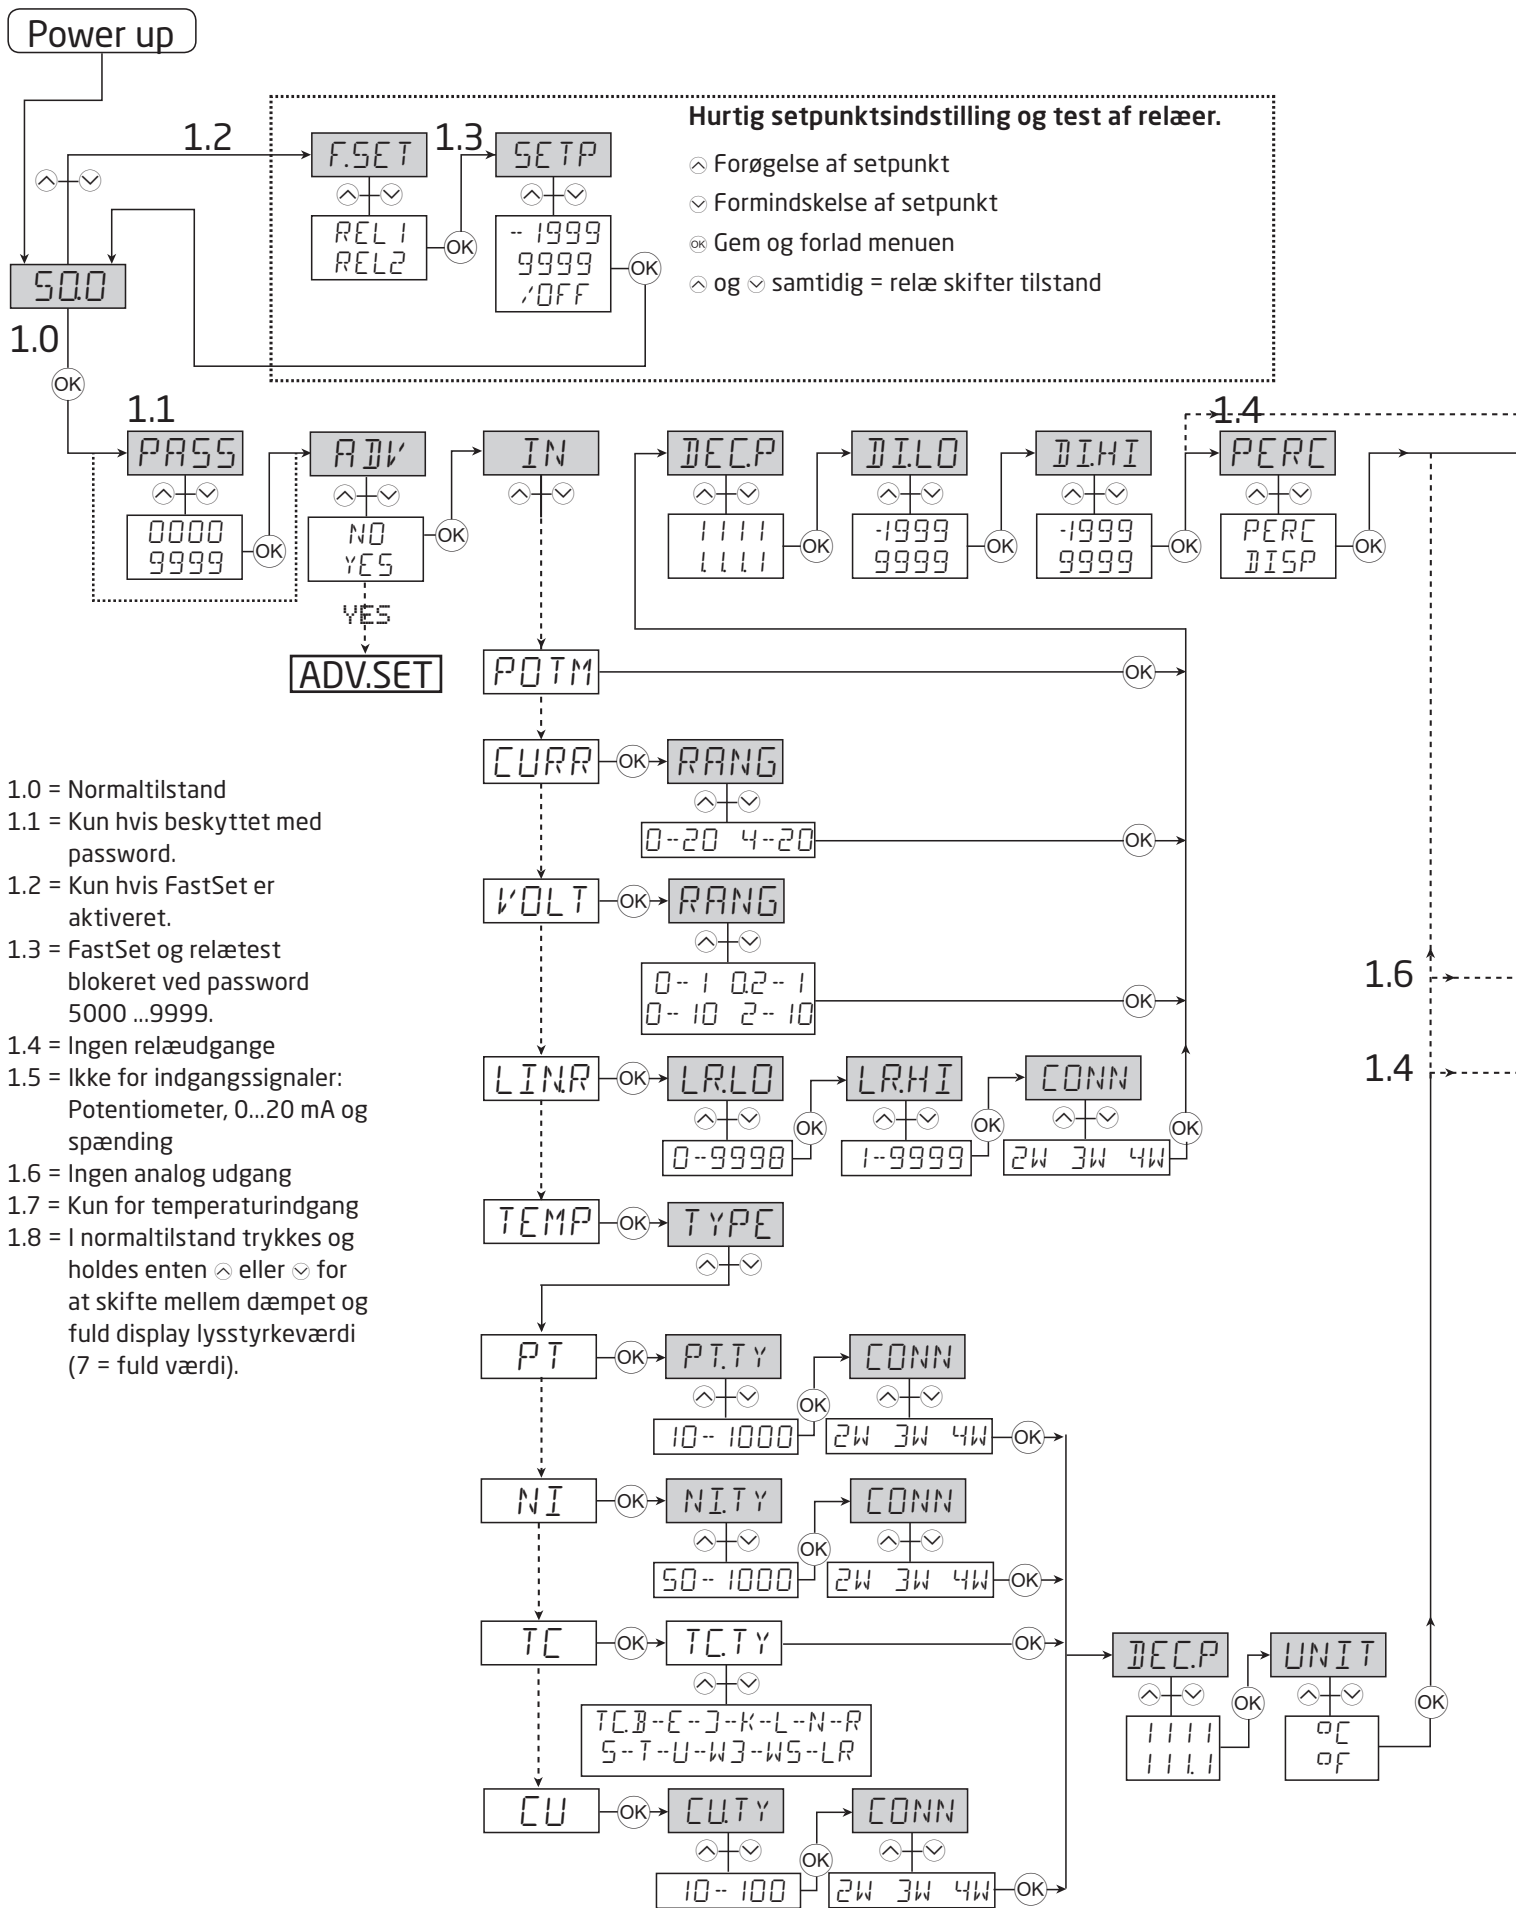 Power up
1.2
F.SET
1.3
SETP
Hurtig setpunktsindstilling og test af relæer.
Forøgelse af setpunkt
Formindskelse af setpunkt
OK Gem og forlad menuen
og samtidig = relæ skifter tilstand
REL1
REL2
OK
-1999
9999
/OFF
OK
50.0
1.0
OK
1.1
1.4
PASS
ADV
IN
DEC.P
DI.LO
DI.HI
PERC
0000
9999
OK
NO
YES
OK
1111
1.1.1.1
OK
-1999
9999
OK
-1999
9999
OK
PERC
DISP
OK
YES
ADV.SET
POTM
OK
CURR
OK
RANG
0-20 4-20
OK
1.0 = Normaltilstand
1.1 = Kun hvis beskyttet med
password.
1.2 = Kun hvis FastSet er
aktiveret.
1.3 = FastSet og relætest
blokeret ved password
5000 ...9999.
1.4 = Ingen relæudgange
1.5 = Ikke for indgangssignaler:
Potentiometer, 0...20 mA og
spænding
1.6 = Ingen analog udgang
1.7 = Kun for temperaturindgang
1.8 = I normaltilstand trykkes og
holdes enten eller for
at skifte mellem dæmpet og
fuld display lysstyrkeværdi
(7 = fuld værdi).
VOLT
OK
RANG
0-1 0.2-1
0-10 2-10
OK
1.6
1.4
LIN.R
OK
LR.LO
0-9998
OK
LR.HI
1-9999
OK
CONN
2W 3W 4W
OK
TEMP
OK
TYPE
PT
OK
PT.TY
10-1000
OK
CONN
2W 3W 4W
OK
NI
OK
NI.TY
50-1000
OK
CONN
2W 3W 4W
OK
TC
OK
TC.TY
OK
TC.B-E-J-K-L-N-R
S-T-U-W3-W5-LR
DEC.P
1111
111.1
OK
UNIT
°C
°F
OK
CU
OK
CU.TY
10-100
OK
CONN
2W 3W 4W
OK